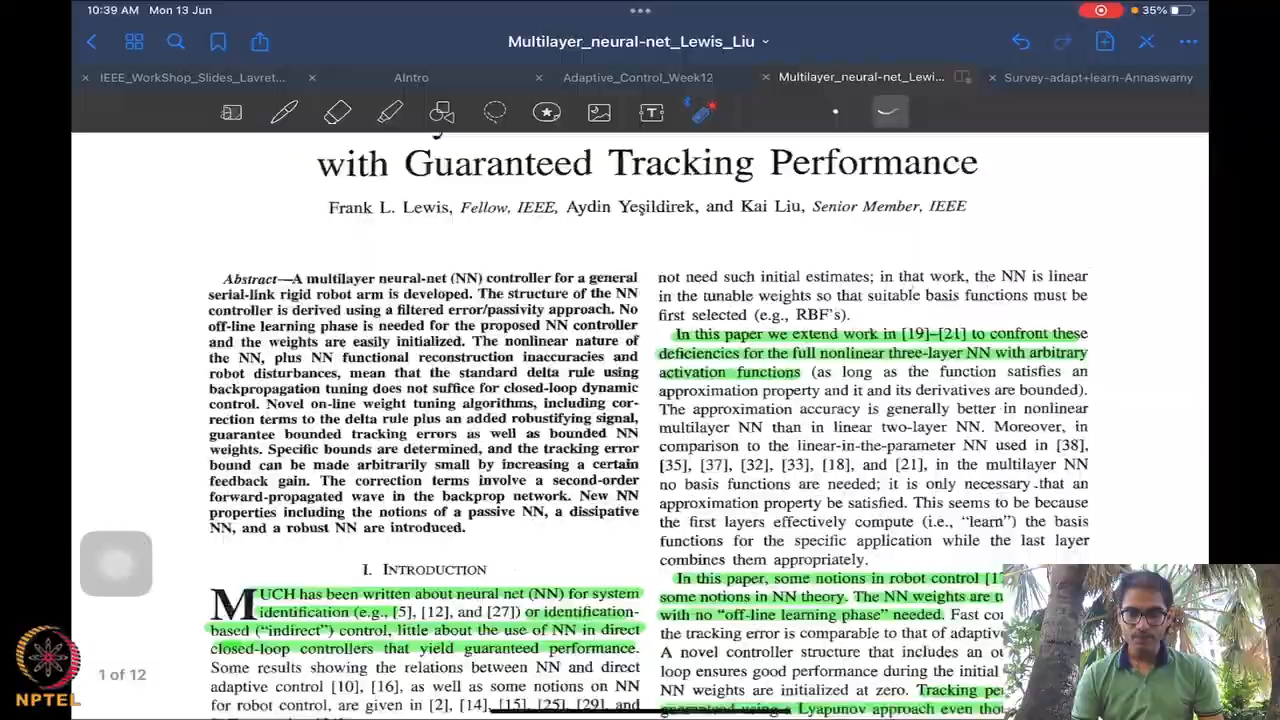 10:39 AM Mon 13 Jun
35%
Multilayer_neural-net_Lewis_Liu
IEEE_WorkShop_Slides_Lavret...
AIntro
Adaptive_Control_Week12
Multilayer_neural-net_Lewi...
Survey-adapt+learn-Annaswamy
with Guaranteed Tracking Performance
Frank L. Lewis, Fellow, IEEE, Aydin Yeşildirek, and Kai Liu, Senior Member, IEEE
Abstract—A multilayer neural-net (NN) controller for a general
serial-link rigid robot arm is developed. The structure of the NN
controller is derived using a filtered error/passivity approach. No
off-line learning phase is needed for the proposed NN controller
and the weights are easily initialized. The nonlinear nature of
the NN, plus NN functional reconstruction inaccuracies and
robot disturbances, mean that the standard delta rule using
backpropagation tuning does not suffice for closed-loop dynamic
control. Novel on-line weight tuning algorithms, including cor-
rection terms to the delta rule plus an added robustifying signal,
guarantee bounded tracking errors as well as bounded NN
weights. Specific bounds are determined, and the tracking error
bound can be made arbitrarily small by increasing a certain
feedback gain. The correction terms involve a second-order
forward-propagated wave in the backprop network. New NN
properties including the notions of a passive NN, a dissipative
NN, and a robust NN are introduced.
I. INTRODUCTION
MUCH has been written about neural net (NN) for system
identification (e.g., [5], [12], and [27]) or identification-
based ("indirect") control, little about the use of NN in direct
closed-loop controllers that yield guaranteed performance.
Some results showing the relations between NN and direct
adaptive control [10], [16], as well as some notions on NN
for robot control, are given in [2], [14], [15], [25], [29], and
not need such initial estimates; in that work, the NN is linear
in the tunable weights so that suitable basis functions must be
first selected (e.g., RBF's).
In this paper we extend work in [19]–[21] to confront these
deficiencies for the full nonlinear three-layer NN with arbitrary
activation functions (as long as the function satisfies an
approximation property and it and its derivatives are bounded).
The approximation accuracy is generally better in nonlinear
multilayer NN than in linear two-layer NN. Moreover, in
comparison to the linear-in-the-parameter NN used in [38],
[35], [37], [32], [33], [18], and [21], in the multilayer NN
no basis functions are needed; it is only necessary that an
approximation property be satisfied. This seems to be because
the first layers effectively compute (i.e., "learn") the basis
functions for the specific application while the last layer
combines them appropriately.
In this paper, some notions in robot control
some notions in NN theory. The NN weights are
with no "off-line learning phase" needed. Fast
the tracking error is comparable to that of adaptive
A novel controller structure that includes an
loop ensures good performance during the initial
NN weights are initialized at zero. Tracking
guaranteed using a Lyapunov approach even
1 of 12
NPTEL